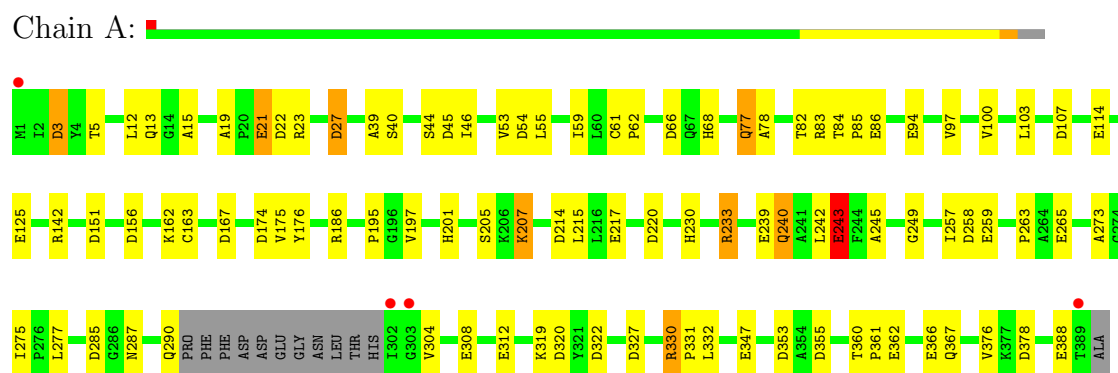 Chain A:
M1 I2 D3 Y4 T5 L12 Q13 G14 A15 A19 P20 E21 D22 R23 D27 A39 S40 S44 D45 I46 V53 D54 L55 I59 L60 C61 P62 D66 Q67 H68 Q77 A78 T82 R83 T84 P85 E86 E94 V97 V100 L103 D107 E114
E125 R142 D151 D156 K162 C163 D167 D174 V175 Y176 R186 P195 G196 V197 H201 S205 K206 K207 D214 L215 L216 E217 D220 H230 R233 E239 Q240 A241 L242 E243 F244 A245 G249 I257 D258 E259 P263 A264 E265 A273
I275 P276 L277 D285 G286 N287 Q290 PRO PHE PHE ASP ASP GLU GLY ASN LEU THR HIS I302 G303 V304 E308 E312 K319 D320 Y321 D322 D327 R330 P331 L332 E347 D353 A354 D355 T360 P361 E362 E366 Q367 V376 K377 D378 E388 T389 ALA